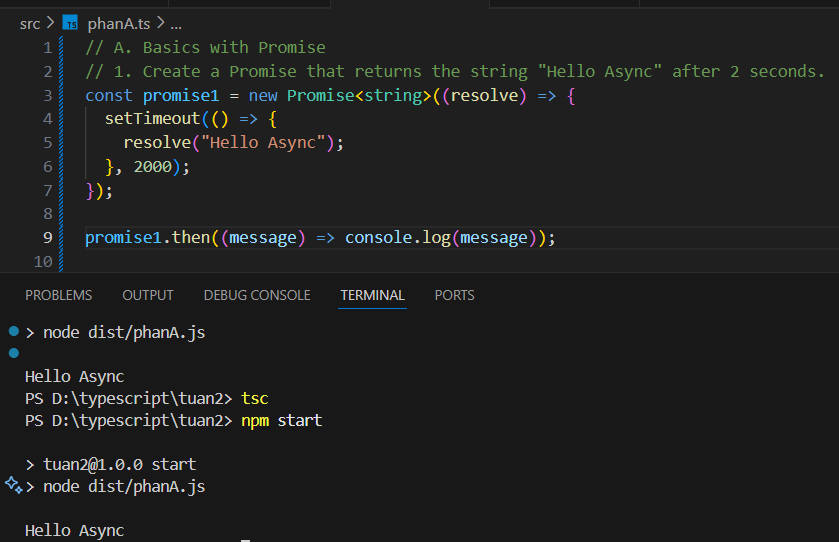 src > TS phanA.ts > ...
1 // A. Basics with Promise
2 // 1. Create a Promise that returns the string "Hello Async" after 2 seconds.
3 const promise1 = new Promise<string>((resolve) => {
4   setTimeout(() => {
5     resolve("Hello Async");
6   }, 2000);
7 });
8
9 promise1.then((message) => console.log(message));
10
PROBLEMS OUTPUT DEBUG CONSOLE TERMINAL PORTS
> node dist/phanA.js
Hello Async
PS D:\typescript\tuan2> tsc
PS D:\typescript\tuan2> npm start
> tuan2@1.0.0 start
> node dist/phanA.js
Hello Async